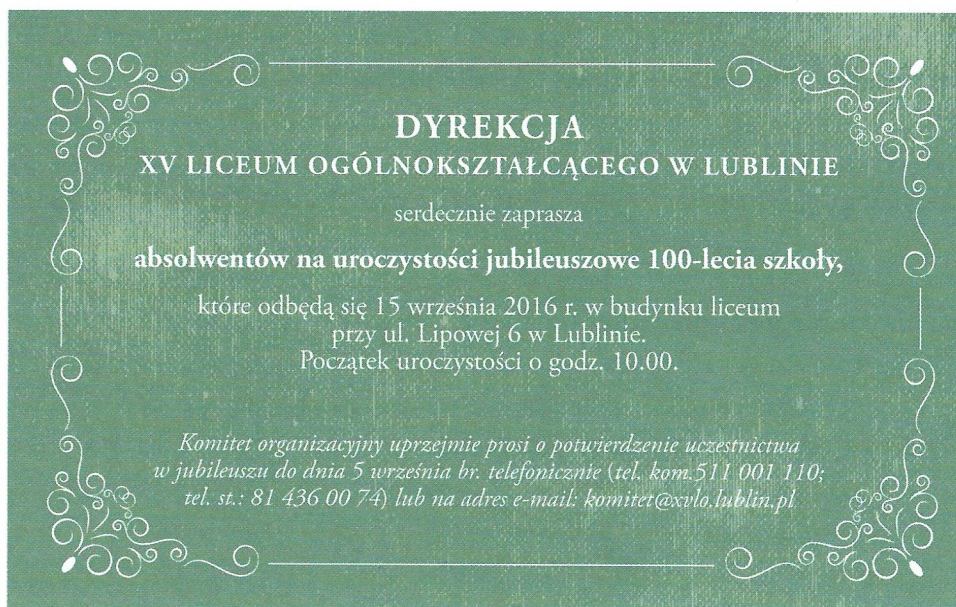 DYREKCJA
XV LICEUM OGÓLNOKSZTAŁCĄCEGO W LUBLINIE
serdecznie zaprasza
absolwentów na uroczystości jubileuszowe 100-lecia szkoły,
które odbędą się 15 września 2016 r. w budynku liceum
przy ul. Lipowej 6 w Lublinie.
Początek uroczystości o godz. 10.00.
Komitet organizacyjny uprzejmie prosi o potwierdzenie uczestnictwa
w jubileuszu do dnia 5 września br. telefonicznie (tel. kom.511 001 110;
tel. st.: 81 436 00 74) lub na adres e-mail: komitet@xvlo.lublin.pl